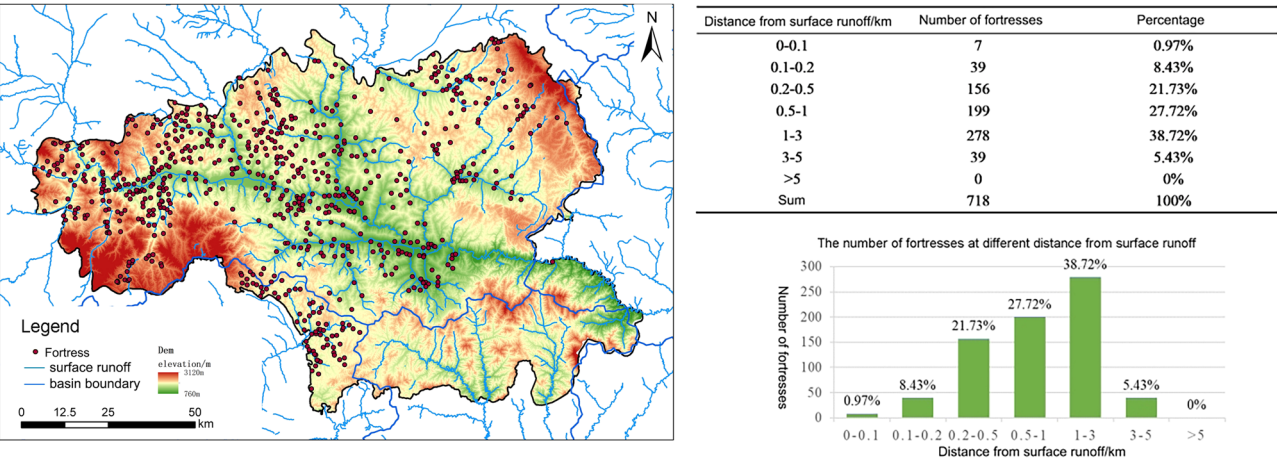 N
Legend
Fortress
surface runoff
basin boundary
Dem
elevation/m
3120m
760m
0 12.5 25 50 km
Distance from surface runoff/km Number of fortresses Percentage
0-0.1 7 0.97%
0.1-0.2 39 8.43%
0.2-0.5 156 21.73%
0.5-1 199 27.72%
1-3 278 38.72%
3-5 39 5.43%
>5 0 0%
Sum 718 100%
The number of fortresses at different distance from surface runoff
Number of fortresses
300
250
200
150
100
50
0
0.97% 8.43% 21.73% 27.72% 38.72% 5.43% 0%
0-0.1 0.1-0.2 0.2-0.5 0.5-1 1-3 3-5 >5
Distance from surface runoff/km